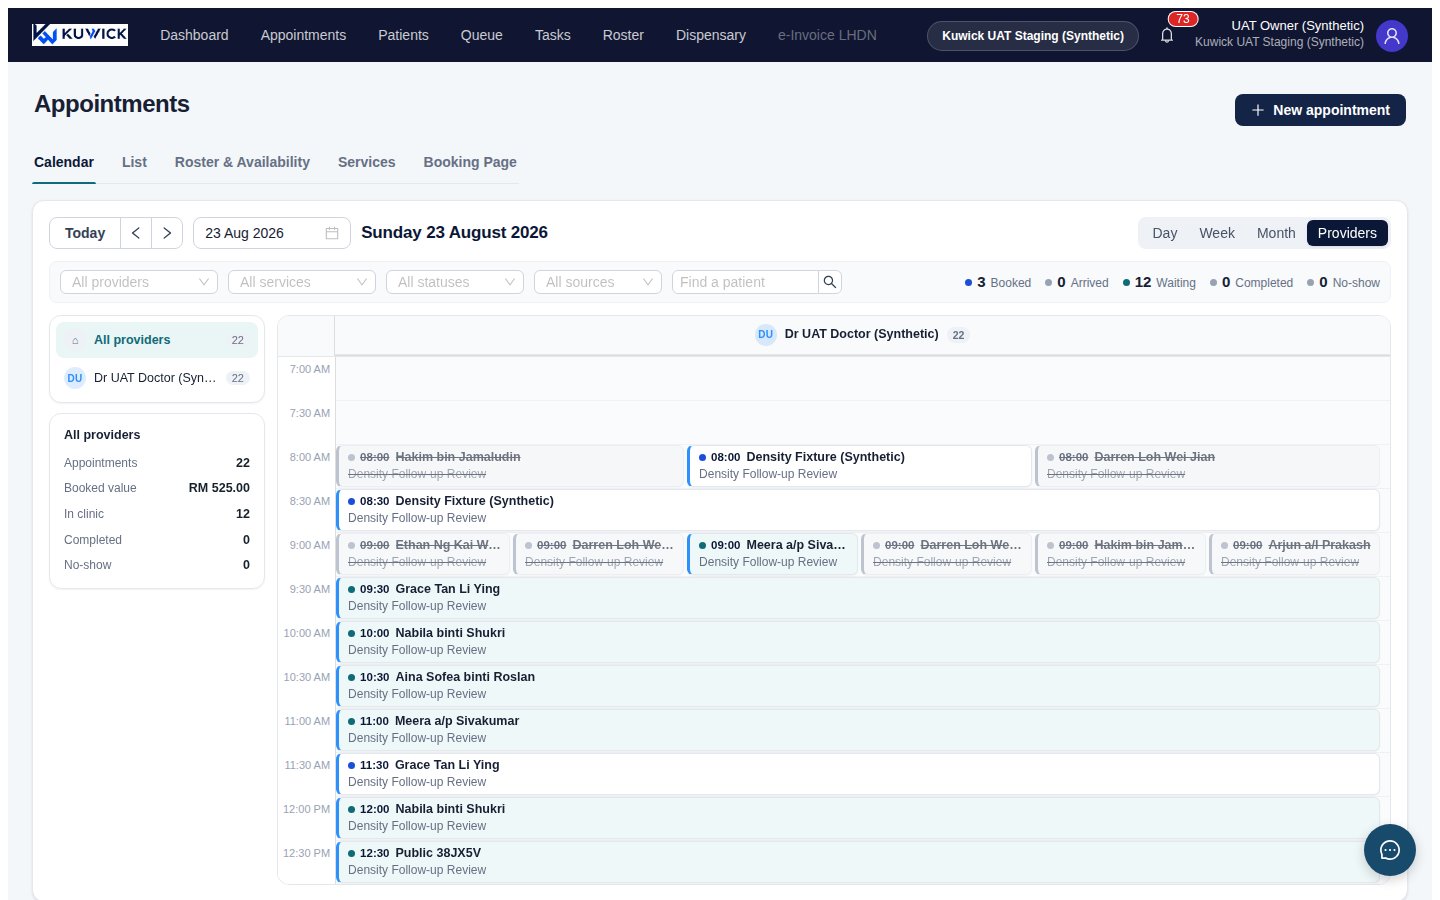 KUWICK
Dashboard
Appointments
Patients
Queue
Tasks
Roster
Dispensary
e-Invoice LHDN
Kuwick UAT Staging (Synthetic)
73
UAT Owner (Synthetic)
Kuwick UAT Staging (Synthetic)
Appointments
New appointment
Calendar
List
Roster & Availability
Services
Booking Page
Today
23 Aug 2026
Sunday 23 August 2026
Day
Week
Month
Providers
All providers
All services
All statuses
All sources
Find a patient
3 Booked
0 Arrived
12 Waiting
0 Completed
0 No-show
All providers 22
DU Dr UAT Doctor (Syn… 22
All providers
Appointments 22
Booked value RM 525.00
In clinic 12
Completed 0
No-show 0
DU Dr UAT Doctor (Synthetic) 22
7:00 AM
7:30 AM
8:00 AM
08:00 Hakim bin Jamaludin
Density Follow-up Review
08:00 Density Fixture (Synthetic)
Density Follow-up Review
08:00 Darren Loh Wei Jian
Density Follow-up Review
8:30 AM
08:30 Density Fixture (Synthetic)
Density Follow-up Review
9:00 AM
09:00 Ethan Ng Kai W…
Density Follow-up Review
09:00 Darren Loh We…
Density Follow-up Review
09:00 Meera a/p Siva…
Density Follow-up Review
09:00 Darren Loh We…
Density Follow-up Review
09:00 Hakim bin Jam…
Density Follow-up Review
09:00 Arjun a/l Prakash
Density Follow-up Review
9:30 AM
09:30 Grace Tan Li Ying
Density Follow-up Review
10:00 AM
10:00 Nabila binti Shukri
Density Follow-up Review
10:30 AM
10:30 Aina Sofea binti Roslan
Density Follow-up Review
11:00 AM
11:00 Meera a/p Sivakumar
Density Follow-up Review
11:30 AM
11:30 Grace Tan Li Ying
Density Follow-up Review
12:00 PM
12:00 Nabila binti Shukri
Density Follow-up Review
12:30 PM
12:30 Public 38JX5V
Density Follow-up Review